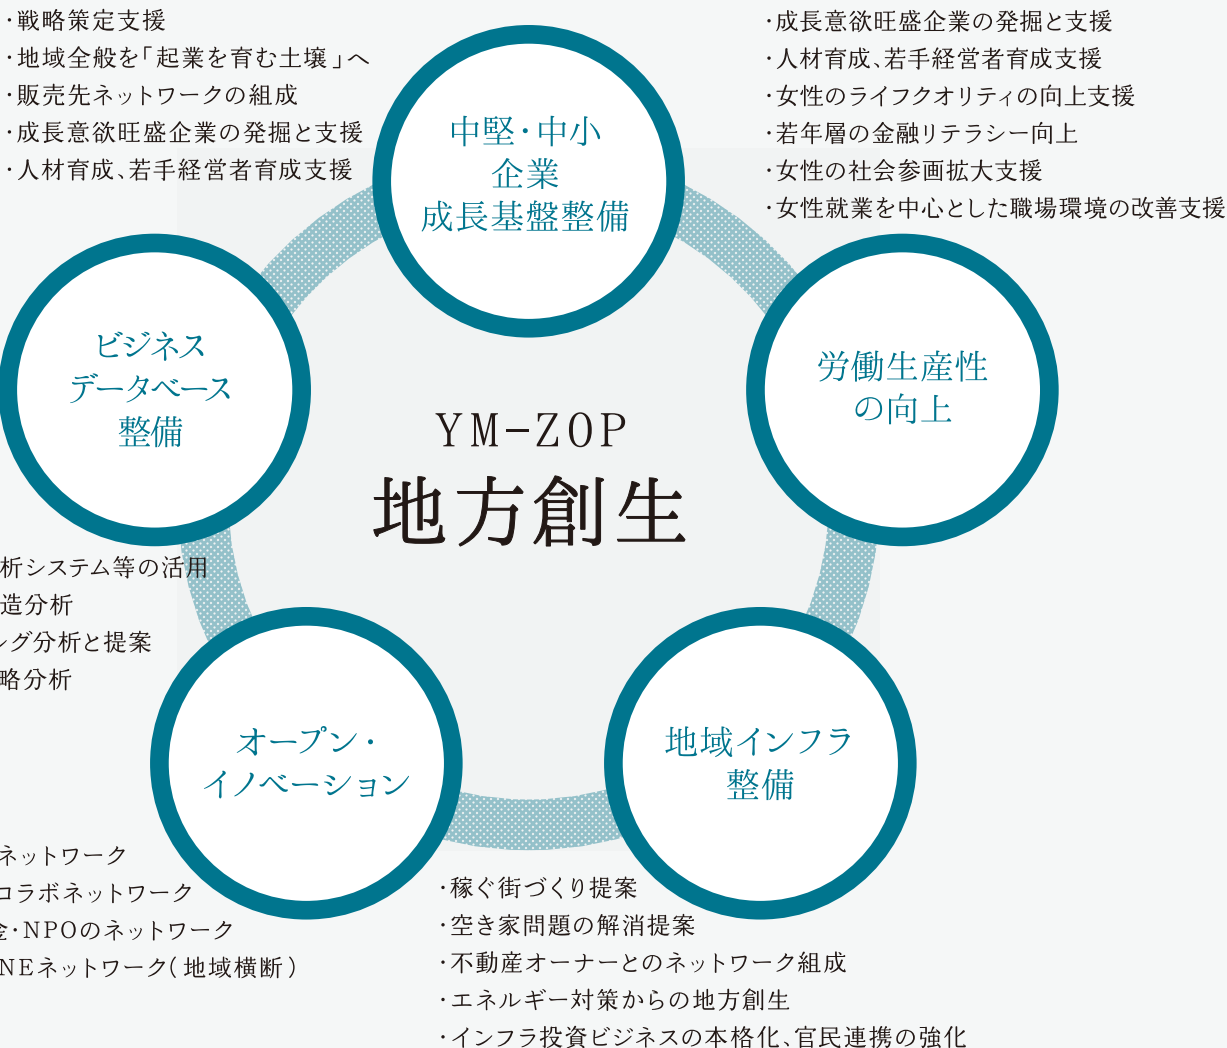 ・戦略策定支援
・地域全般を「起業を育む土壌」へ
・販売先ネットワークの組成
・成長意欲旺盛企業の発掘と支援
・人材育成、若手経営者育成支援
中堅・中小
企業
成長基盤整備
・成長意欲旺盛企業の発掘と支援
・人材育成、若手経営者育成支援
・女性のライフクオリティの向上支援
・若年層の金融リテラシー向上
・女性の社会参画拡大支援
・女性就業を中心とした職場環境の改善支援
ビジネス
データベース
整備
労働生産性
の向上
YM-ZOP
地方創生
析システム等の活用
造分析
グ分析と提案
略分析
オープン・
イノベーション
地域インフラ
整備
ネットワーク
コラボネットワーク
・NPOのネットワーク
NEネットワーク(地域横断)
・稼ぐ街づくり提案
・空き家問題の解消提案
・不動産オーナーとのネットワーク組成
・エネルギー対策からの地方創生
・インフラ投資ビジネスの本格化、官民連携の強化